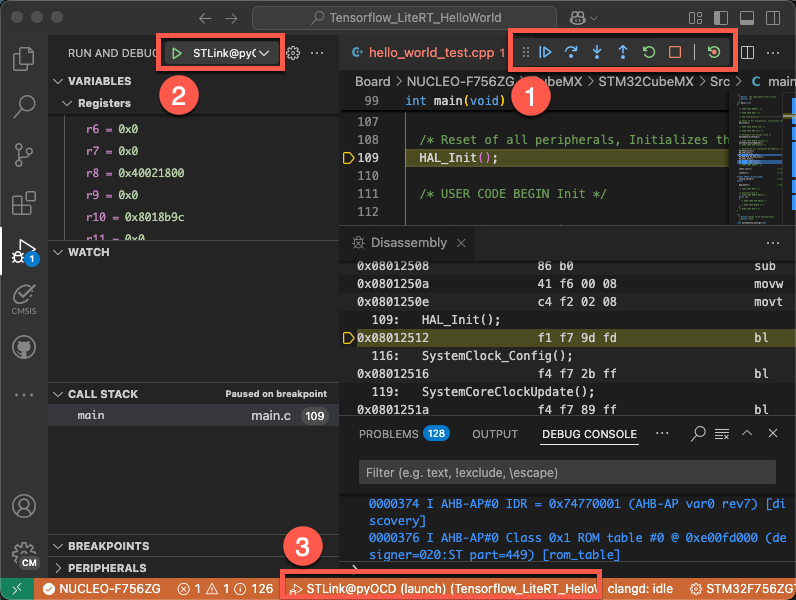 Tensorflow_LiteRT_HelloWorld
RUN AND DEBUG
STLink@pyO
hello_world_test.cpp 1
2
1
VARIABLES
Registers
r6 = 0x0
r7 = 0x0
r8 = 0x40021800
r9 = 0x0
r10 = 0x8018b9c
r11 = 0x0
WATCH
CALL STACK
Paused on breakpoint
main
main.c 109
BREAKPOINTS
PERIPHERALS
1
CMSIS
CM
Board > NUCLEO-F756ZG > CubeMX > STM32CubeMX > Src > C main
99 int main(void)
107
108 /* Reset of all peripherals, Initializes th
109 HAL_Init();
110
111 /* USER CODE BEGIN Init */
112
Disassembly
0x08012508 86 b0 sub
0x0801250a 41 f6 00 08 movw
0x0801250e c4 f2 02 08 movt
109: HAL_Init();
0x08012512 f1 f7 9d fd bl
116: SystemClock_Config();
0x08012516 f4 f7 2b ff bl
119: SystemCoreClockUpdate();
0x0801251a f4 f7 89 ff bl
PROBLEMS 128 OUTPUT DEBUG CONSOLE
Filter (e.g. text, !exclude, \escape)
0000374 I AHB-AP#0 IDR = 0x74770001 (AHB-AP var0 rev7) [di
scovery]
0000376 I AHB-AP#0 Class 0x1 ROM table #0 @ 0xe00fd000 (de
signer=020:ST part=449) [rom_table]
3
NUCLEO-F756ZG 1 1 126 STLink@pyOCD (launch) (Tensorflow_LiteRT_HelloW clangd: idle STM32F756ZGT